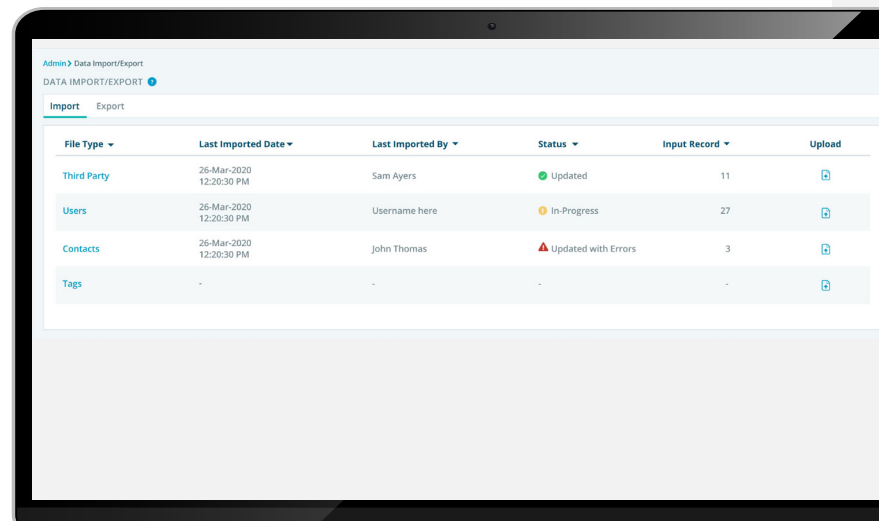 Admin > Data Import/Export
DATA IMPORT/EXPORT ?
Import Export
File Type Last Imported Date Last Imported By Status Input Record Upload
Third Party 26-Mar-2020 Sam Ayers Updated 11
12:20:30 PM
Users 26-Mar-2020 Username here In-Progress 27
12:20:30 PM
Contacts 26-Mar-2020 John Thomas Updated with Errors 3
12:20:30 PM
Tags - - - -